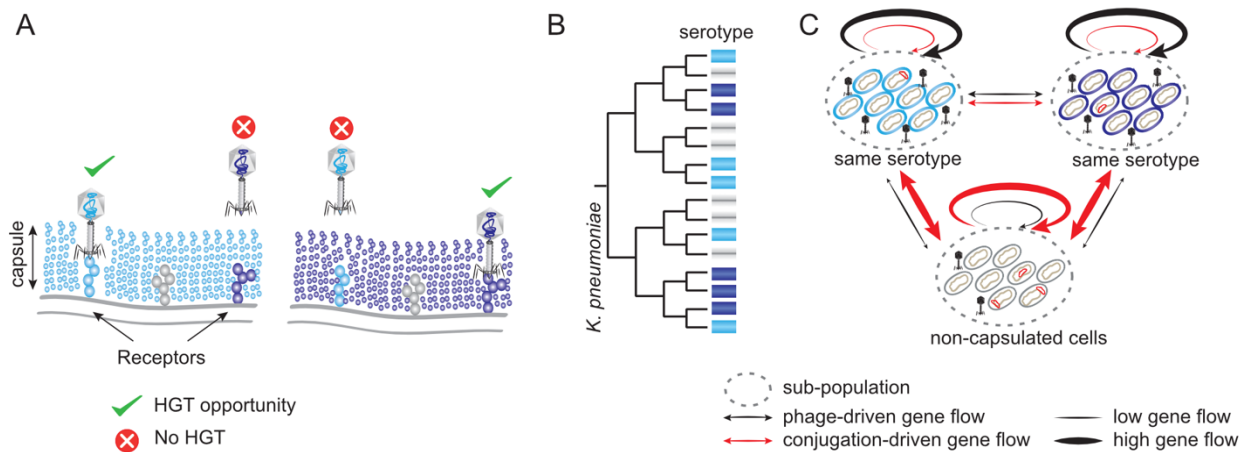 A
capsule
Receptors
HGT opportunity
No HGT
B
serotype
K. pneumoniae
C
same serotype
same serotype
non-capsulated cells
sub-population
phage-driven gene flow
conjugation-driven gene flow
low gene flow
high gene flow